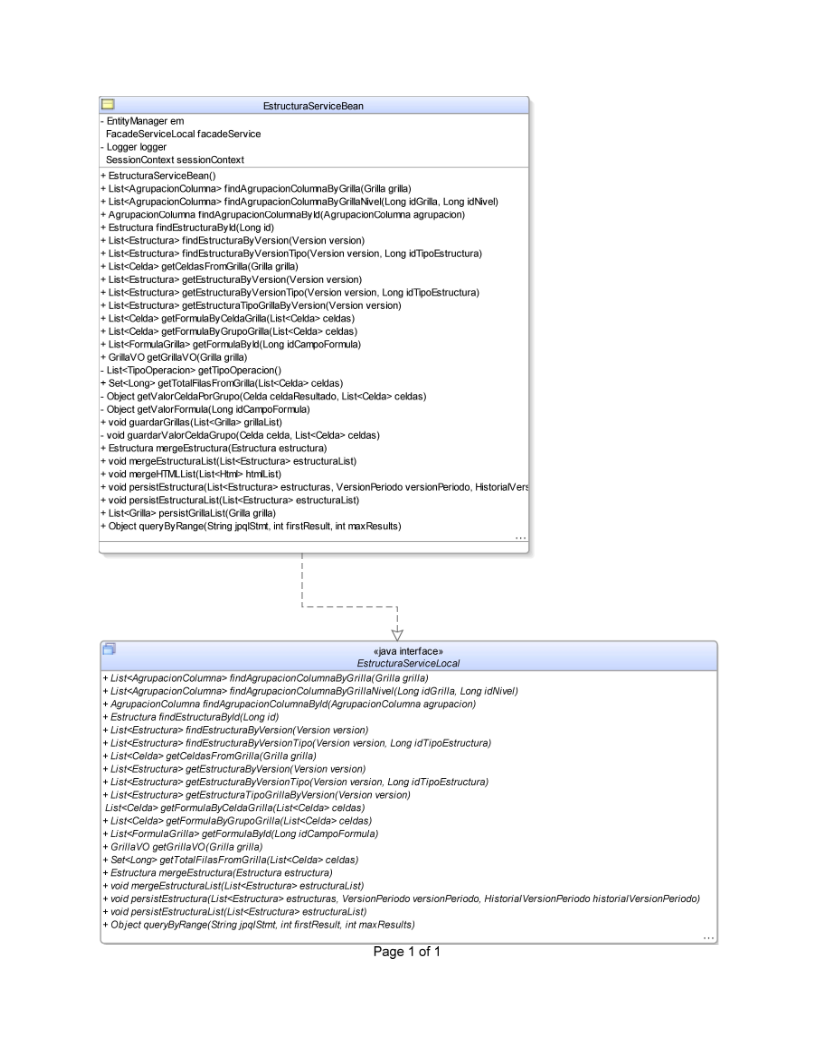 EstructuraServiceBean
- EntityManager em
FacadeServiceLocal facadeService
- Logger logger
SessionContext sessionContext
+ EstructuraServiceBean()
+ List<AgrupacionColumna> findAgrupacionColumnaByGrilla(Grilla grilla)
+ List<AgrupacionColumna> findAgrupacionColumnaByGrillaNivel(Long idGrilla, Long idNivel)
+ AgrupacionColumna findAgrupacionColumnaById(AgrupacionColumna agrupacion)
+ Estructura findEstructuraById(Long id)
+ List<Estructura> findEstructuraByVersion(Version version)
+ List<Estructura> findEstructuraByVersionTipo(Version version, Long idTipoEstructura)
+ List<Celda> getCeldasFromGrilla(Grilla grilla)
+ List<Estructura> getEstructuraByVersion(Version version)
+ List<Estructura> getEstructuraByVersionTipo(Version version, Long idTipoEstructura)
+ List<Estructura> getEstructuraTipoGrillaByVersion(Version version)
+ List<Celda> getFormulaByCeldaGrilla(List<Celda> celdas)
+ List<Celda> getFormulaByGrupoGrilla(List<Celda> celdas)
+ List<FormulaGrilla> getFormulaById(Long idCampoFormula)
+ GrillaVO getGrillaVO(Grilla grilla)
- List<TipoOperacion> getTipoOperacion()
+ Set<Long> getTotalFilasFromGrilla(List<Celda> celdas)
- Object getValorCeldaPorGrupo(Celda celdaResultado, List<Celda> celdas)
- Object getValorFormula(Long idCampoFormula)
+ void guardarGrillas(List<Grilla> grillaList)
- void guardarValorCeldaGrupo(Celda celda, List<Celda> celdas)
+ Estructura mergeEstructura(Estructura estructura)
+ void mergeEstructuraList(List<Estructura> estructuraList)
+ void mergeHTMLList(List<Html> htmlList)
+ void persistEstructura(List<Estructura> estructuras, VersionPeriodo versionPeriodo, HistorialVers
+ void persistEstructuraList(List<Estructura> estructuraList)
+ List<Grilla> persistGrillaList(Grilla grilla)
+ Object queryByRange(String jpqlStmt, int firstResult, int maxResults)
...
«java interface»
EstructuraServiceLocal
+ List<AgrupacionColumna> findAgrupacionColumnaByGrilla(Grilla grilla)
+ List<AgrupacionColumna> findAgrupacionColumnaByGrillaNivel(Long idGrilla, Long idNivel)
+ AgrupacionColumna findAgrupacionColumnaById(AgrupacionColumna agrupacion)
+ Estructura findEstructuraById(Long id)
+ List<Estructura> findEstructuraByVersion(Version version)
+ List<Estructura> findEstructuraByVersionTipo(Version version, Long idTipoEstructura)
+ List<Celda> getCeldasFromGrilla(Grilla grilla)
+ List<Estructura> getEstructuraByVersion(Version version)
+ List<Estructura> getEstructuraByVersionTipo(Version version, Long idTipoEstructura)
+ List<Estructura> getEstructuraTipoGrillaByVersion(Version version)
List<Celda> getFormulaByCeldaGrilla(List<Celda> celdas)
+ List<Celda> getFormulaByGrupoGrilla(List<Celda> celdas)
+ List<FormulaGrilla> getFormulaById(Long idCampoFormula)
+ GrillaVO getGrillaVO(Grilla grilla)
+ Set<Long> getTotalFilasFromGrilla(List<Celda> celdas)
+ Estructura mergeEstructura(Estructura estructura)
+ void mergeEstructuraList(List<Estructura> estructuraList)
+ void persistEstructura(List<Estructura> estructuras, VersionPeriodo versionPeriodo, HistorialVersionPeriodo historialVersionPeriodo)
+ void persistEstructuraList(List<Estructura> estructuraList)
+ Object queryByRange(String jpqlStmt, int firstResult, int maxResults)
...
Page 1 of 1